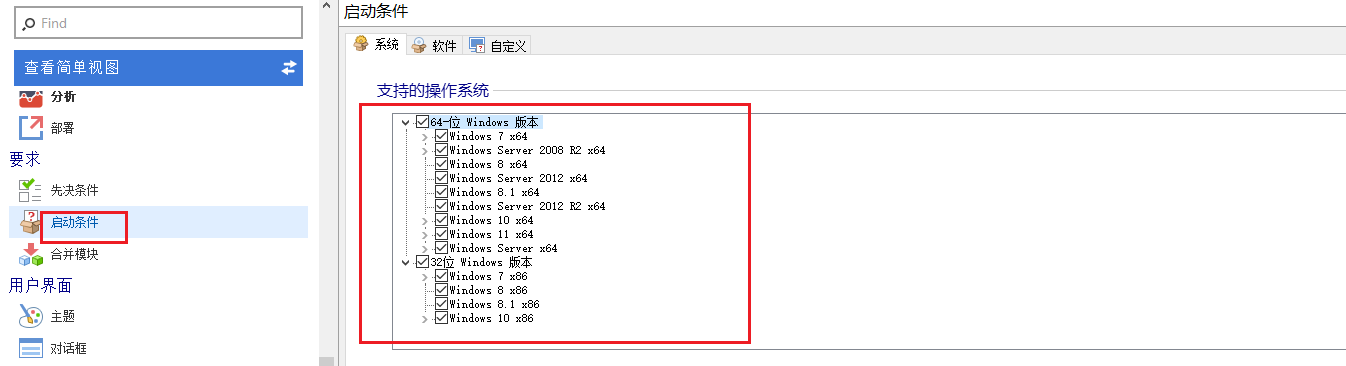 Find
查看简单视图
分析
部署
要求
先决条件
启动条件
合并模块
用户界面
主题
对话框
启动条件
系统 软件 自定义
支持的操作系统
64-位 Windows 版本
Windows 7 x64
Windows Server 2008 R2 x64
Windows 8 x64
Windows Server 2012 x64
Windows 8.1 x64
Windows Server 2012 R2 x64
Windows 10 x64
Windows 11 x64
Windows Server x64
32位 Windows 版本
Windows 7 x86
Windows 8 x86
Windows 8.1 x86
Windows 10 x86